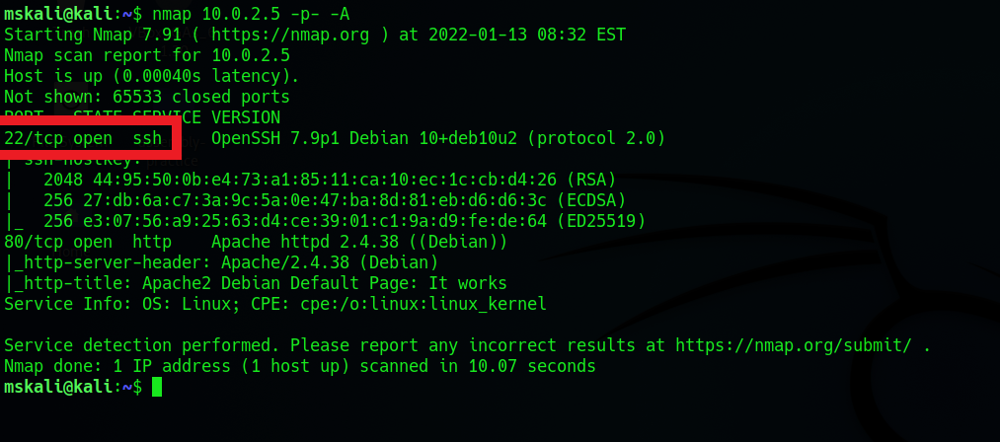 mskali@kali:~$ nmap 10.0.2.5 -p- -A
Starting Nmap 7.91 ( https://nmap.org ) at 2022-01-13 08:32 EST
Nmap scan report for 10.0.2.5
Host is up (0.00040s latency).
Not shown: 65533 closed ports
PORT   STATE SERVICE VERSION
22/tcp open  ssh     OpenSSH 7.9p1 Debian 10+deb10u2 (protocol 2.0)
| ssh-hostkey:
|   2048 44:95:50:0b:e4:73:a1:85:11:ca:10:ec:1c:cb:d4:26 (RSA)
|   256 27:db:6a:c7:3a:9c:5a:0e:47:ba:8d:81:eb:d6:d6:3c (ECDSA)
|_  256 e3:07:56:a9:25:63:d4:ce:39:01:c1:9a:d9:fe:de:64 (ED25519)
80/tcp open  http    Apache httpd 2.4.38 ((Debian))
|_http-server-header: Apache/2.4.38 (Debian)
|_http-title: Apache2 Debian Default Page: It works
Service Info: OS: Linux; CPE: cpe:/o:linux:linux_kernel

Service detection performed. Please report any incorrect results at https://nmap.org/submit/ .
Nmap done: 1 IP address (1 host up) scanned in 10.07 seconds
mskali@kali:~$